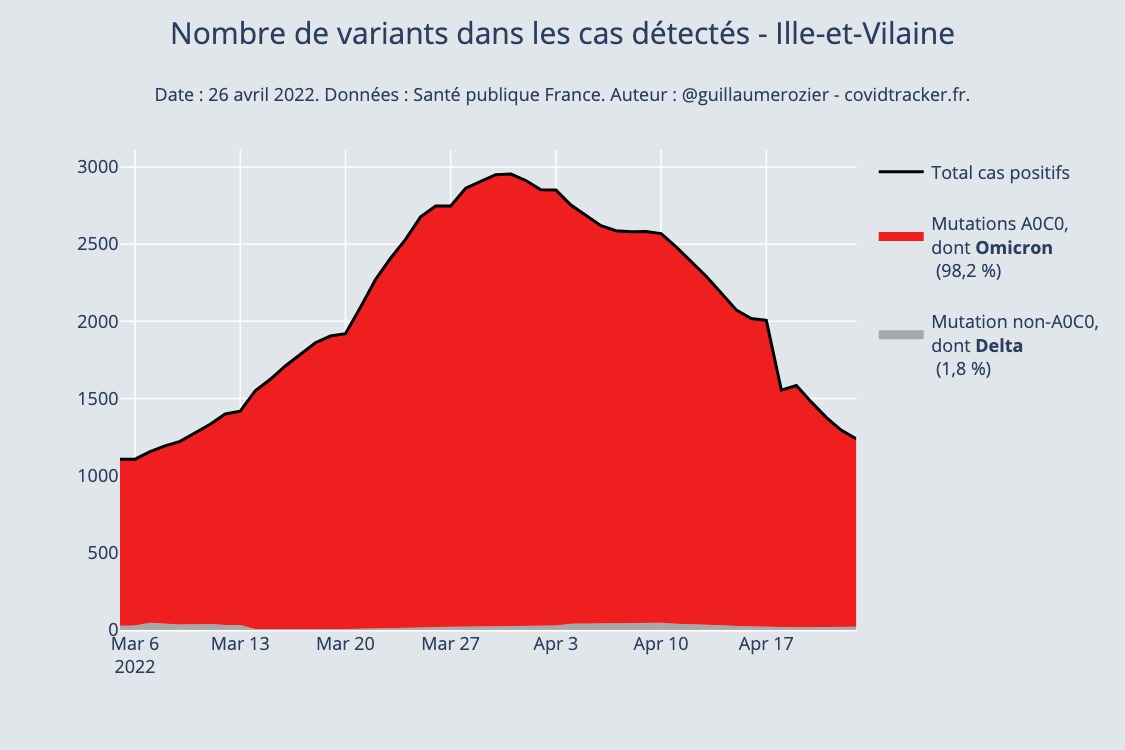 Nombre de variants dans les cas détectés - Ille-et-Vilaine
Date : 26 avril 2022. Données : Santé publique France. Auteur : @guillaumerozier - covidtracker.fr.
3000
2500
2000
1500
1000
500
0
Mar 6
2022
Mar 13
Mar 20
Mar 27
Apr 3
Apr 10
Apr 17
Total cas positifs
Mutations A0C0,
dont Omicron
(98,2 %)
Mutation non-A0C0,
dont Delta
(1,8 %)